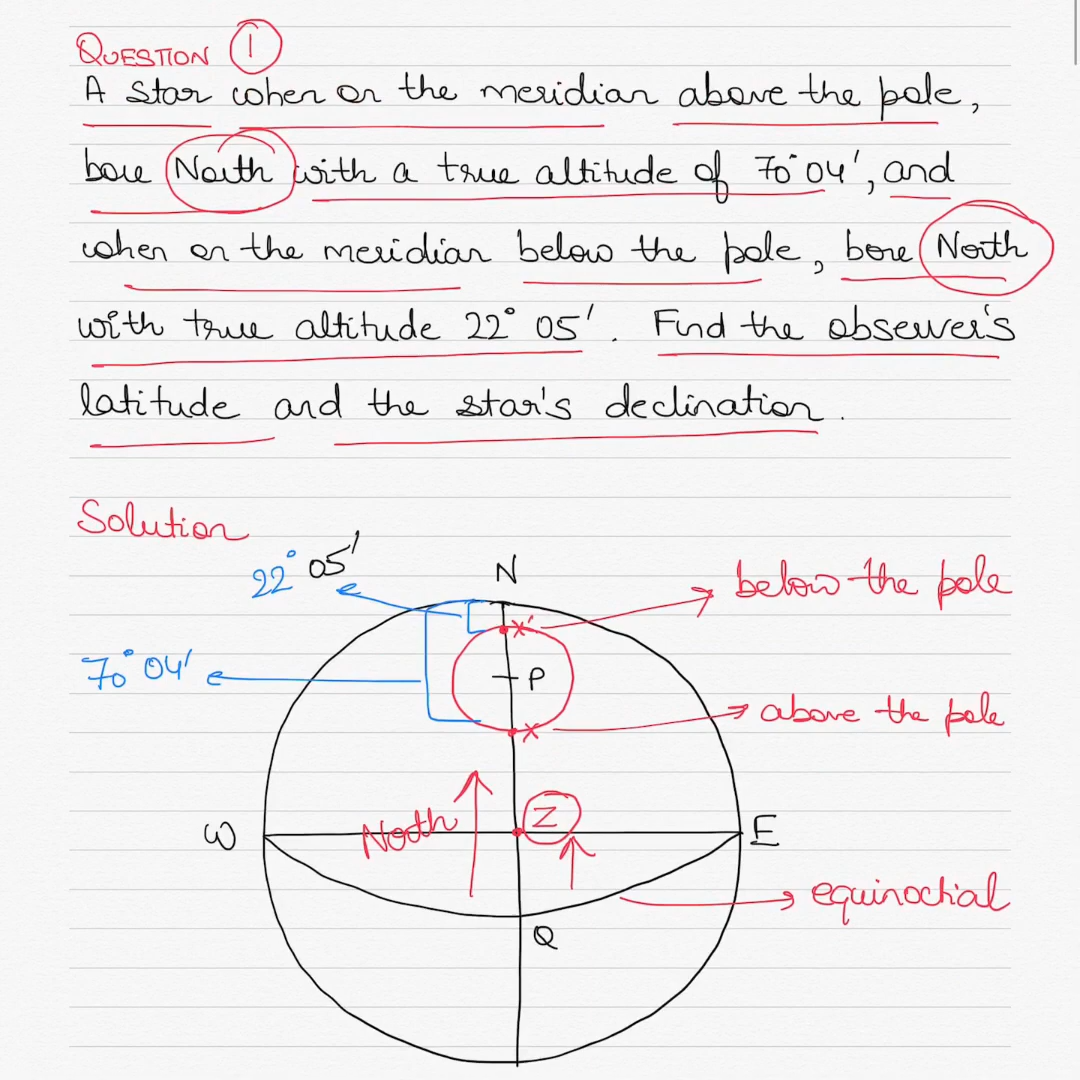 QUESTION 1
A star when on the meridian above the pole,
bore North with a true altitude of 70° 04', and
when on the meridian below the pole, bore North
with true altitude 22° 05'. Find the observer's
latitude and the star's declination.
Solution
22° 05'
N
below the pole
X'
70° 04'
P
above the pole
X
North
Z
W
E
equinoctial
Q